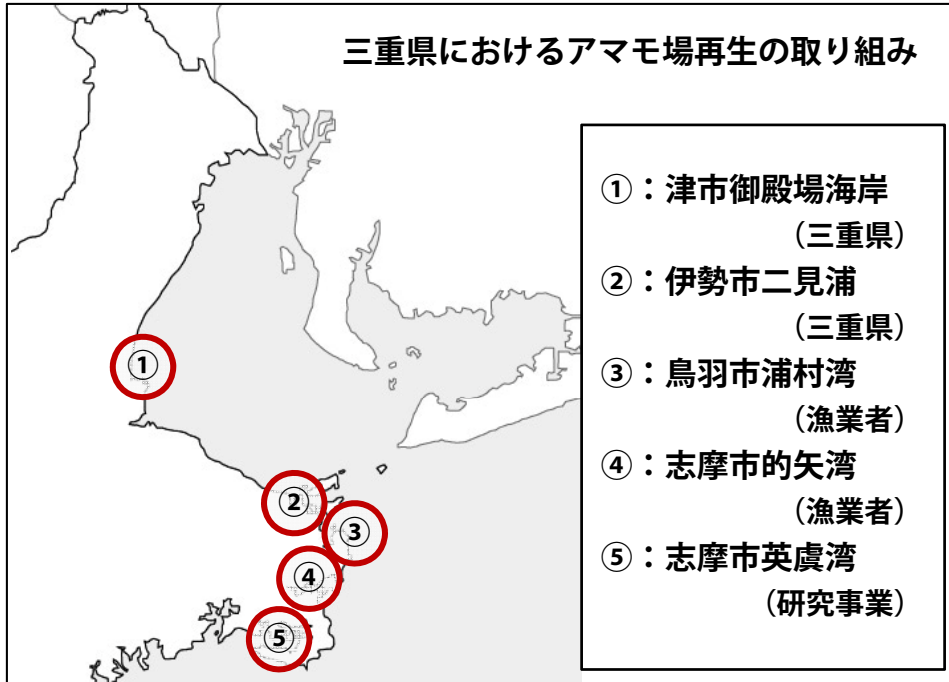 三重県におけるアマモ場再生の取り組み
①：津市御殿場海岸
（三重県）
②：伊勢市二見浦
（三重県）
③：鳥羽市浦村湾
（漁業者）
④：志摩市的矢湾
（漁業者）
⑤：志摩市英虞湾
（研究事業）
①
②
③
④
⑤